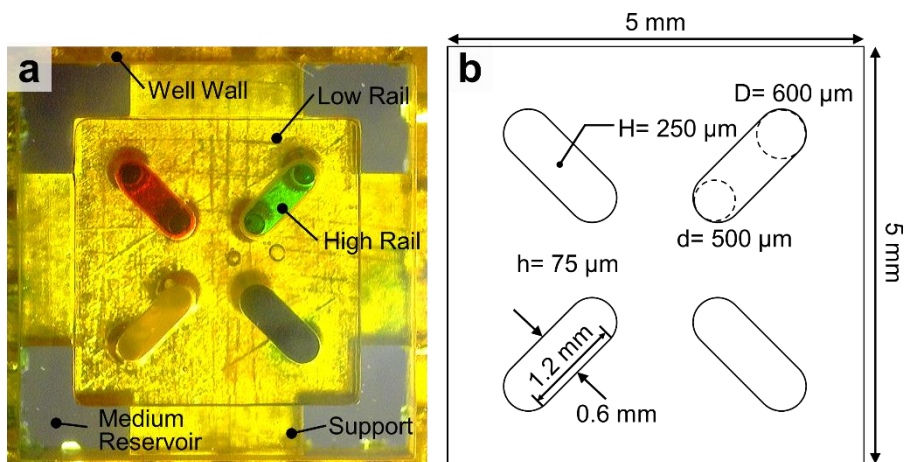 a
Well Wall
Low Rail
High Rail
Medium
Reservoir
Support
b
5 mm
D= 600 µm
H= 250 µm
d= 500 µm
h= 75 µm
1.2 mm
0.6 mm
5 mm